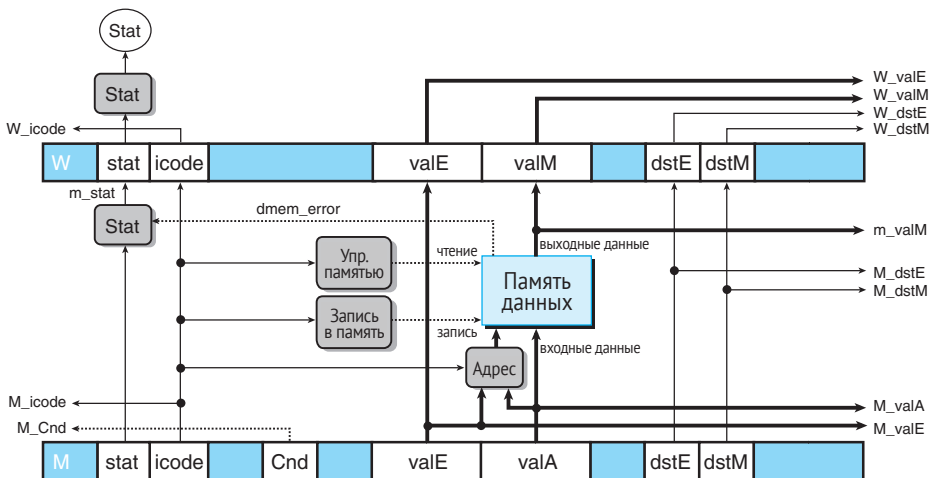 Stat
Stat
W_valE
W_valM
W_dstE
W_dstM
W_icode
W stat icode valE valM dstE dstM
m_stat
dmem_error
Stat
выходные данные
m_valM
Упр.
памятью
чтение
Память
данных
M_dstE
M_dstM
Запись
в память
запись
входные данные
Адрес
M_icode
M_valA
M_Cnd
M_valE
M stat icode Cnd valE valA dstE dstM